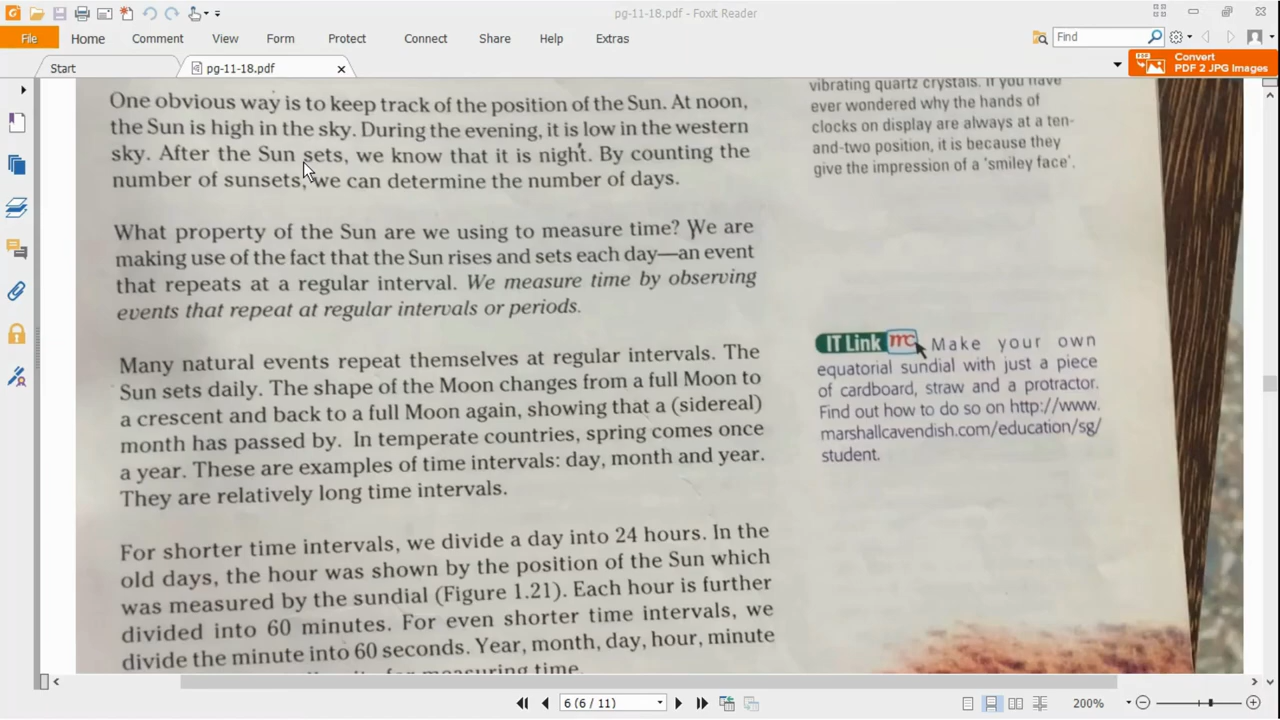 pg-11-18.pdf - Foxit Reader
File
Home
Comment
View
Form
Protect
Connect
Share
Help
Extras
Find
Start
pg-11-18.pdf
Convert
PDF 2 JPG Images
One obvious way is to keep track of the position of the Sun. At noon,
the Sun is high in the sky. During the evening, it is low in the western
sky. After the Sun sets, we know that it is night. By counting the
number of sunsets, we can determine the number of days.
What property of the Sun are we using to measure time? We are
making use of the fact that the Sun rises and sets each day—an event
that repeats at a regular interval. We measure time by observing
events that repeat at regular intervals or periods.
Many natural events repeat themselves at regular intervals. The
Sun sets daily. The shape of the Moon changes from a full Moon to
a crescent and back to a full Moon again, showing that a (sidereal)
month has passed by. In temperate countries, spring comes once
a year. These are examples of time intervals: day, month and year.
They are relatively long time intervals.
For shorter time intervals, we divide a day into 24 hours. In the
old days, the hour was shown by the position of the Sun which
was measured by the sundial (Figure 1.21). Each hour is further
divided into 60 minutes. For even shorter time intervals, we
divide the minute into 60 seconds. Year, month, day, hour, minute
for measuring time.
vibrating quartz crystals. If you have
ever wondered why the hands of
clocks on display are always at a ten-
and-two position, it is because they
give the impression of a 'smiley face'.
IT Link mc Make your own
equatorial sundial with just a piece
of cardboard, straw and a protractor.
Find out how to do so on http://www.
marshallcavendish.com/education/sg/
student.
6 (6 / 11)
200%